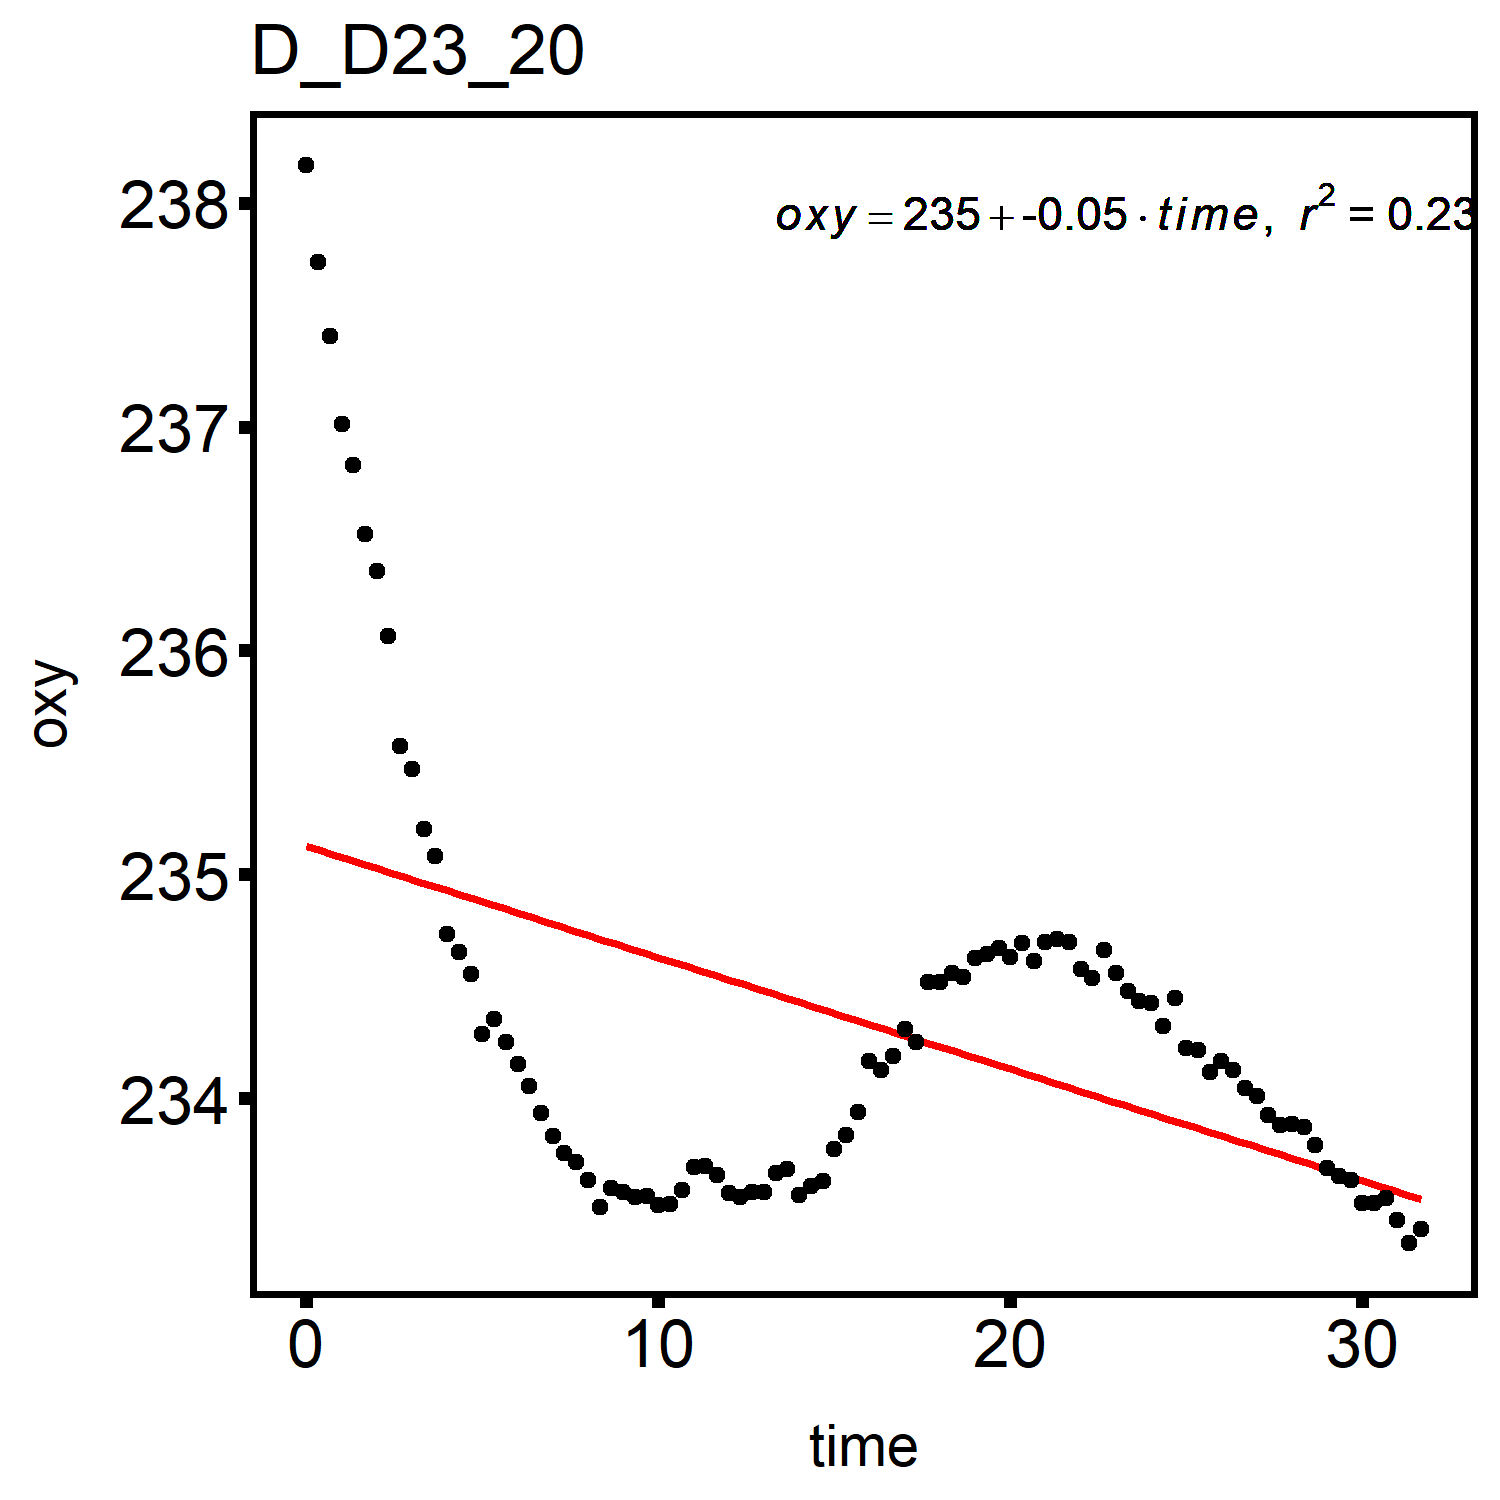 D_D23_20
oxy = 235 + -0.05 · time, r² = 0.23
238
237
236
235
234
oxy
0 10 20 30
time